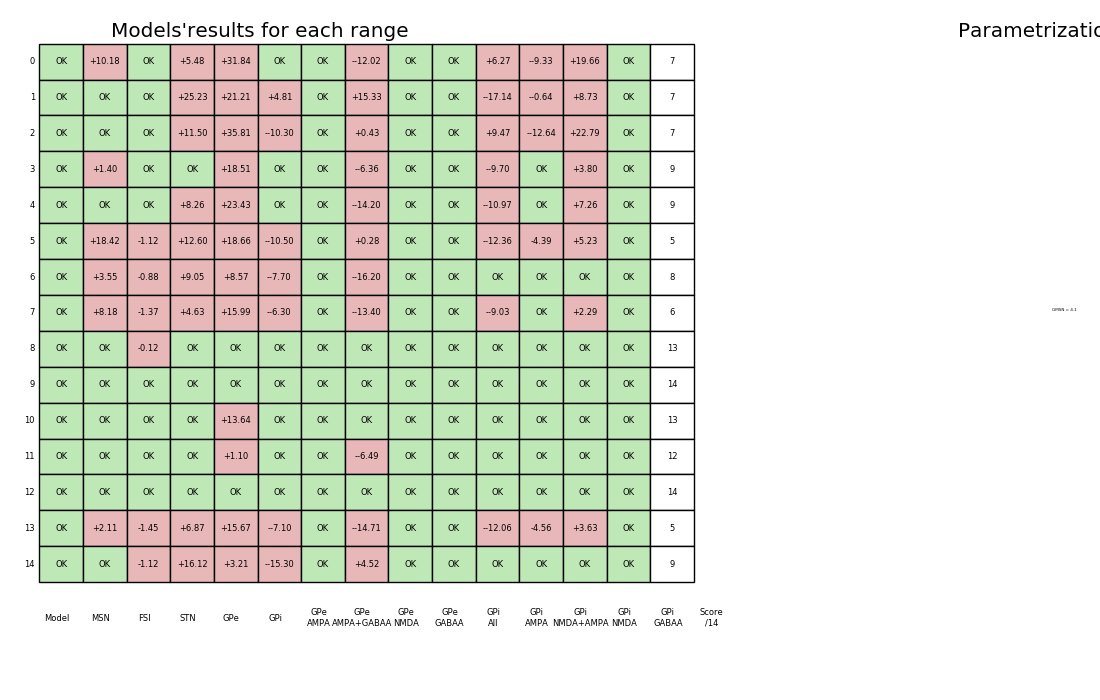 Models'results for each range
Parametrizatio
0 OK +10.18 OK +5.48 +31.84 OK OK −-12.02 OK OK +6.27 −-9.33 +19.66 OK 7
1 OK OK OK +25.23 +21.21 +4.81 OK +15.33 OK OK −-17.14 −-0.64 +8.73 OK 7
2 OK OK OK +11.50 +35.81 −-10.30 OK +0.43 OK OK +9.47 −-12.64 +22.79 OK 7
3 OK +1.40 OK OK +18.51 OK OK −-6.36 OK OK −-9.70 OK +3.80 OK 9
4 OK OK OK +8.26 +23.43 OK OK −-14.20 OK OK −-10.97 OK +7.26 OK 9
5 OK +18.42 -1.12 +12.60 +18.66 −-10.50 OK +0.28 OK OK −-12.36 -4.39 +5.23 OK 5
6 OK +3.55 -0.88 +9.05 +8.57 −-7.70 OK −-16.20 OK OK OK OK OK OK 8
7 OK +8.18 -1.37 +4.63 +15.99 −-6.30 OK −-13.40 OK OK −-9.03 OK +2.29 OK 6
8 OK OK -0.12 OK OK OK OK OK OK OK OK OK OK OK 13
9 OK OK OK OK OK OK OK OK OK OK OK OK OK OK 14
10 OK OK OK OK +13.64 OK OK OK OK OK OK OK OK OK 13
11 OK OK OK OK +1.10 OK OK −-6.49 OK OK OK OK OK OK 12
12 OK OK OK OK OK OK OK OK OK OK OK OK OK OK 14
13 OK +2.11 -1.45 +6.87 +15.67 −-7.10 OK −-14.71 OK OK −-12.06 -4.56 +3.63 OK 5
14 OK OK -1.12 +16.12 +3.21 −-15.30 OK +4.52 OK OK OK OK OK OK 9
Model MSN FSI STN GPe GPi GPe AMPA GPe AMPA+GABAA GPe NMDA GPe GABAA GPi All GPi AMPA GPi NMDA+AMPA GPi NMDA GPi GABAA Score /14